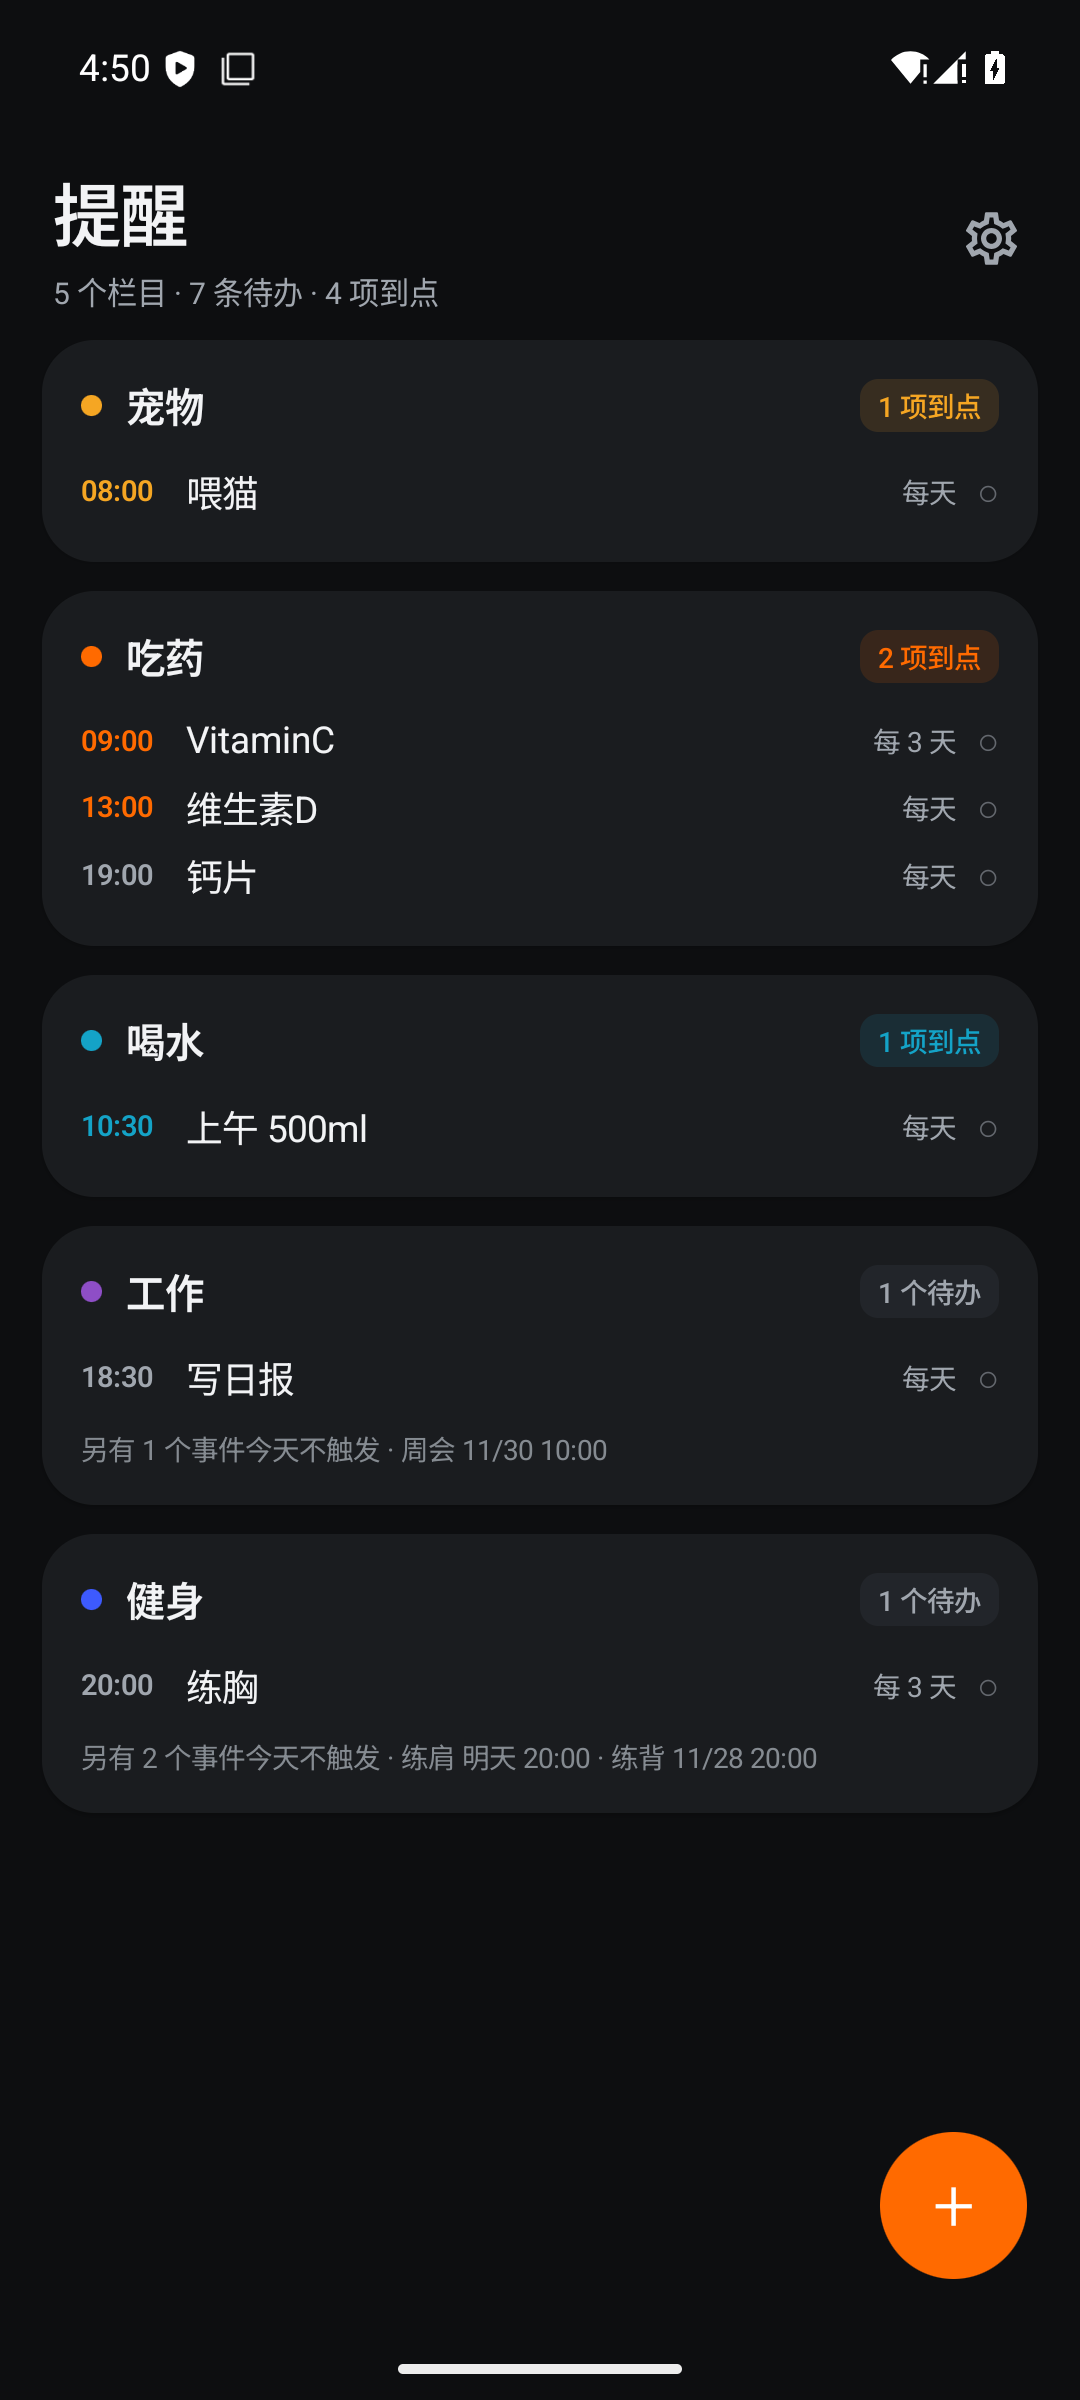 4:50
提醒
5 个栏目 · 7 条待办 · 4 项到点
宠物 1 项到点
08:00 喂猫 每天
吃药 2 项到点
09:00 VitaminC 每 3 天
13:00 维生素D 每天
19:00 钙片 每天
喝水 1 项到点
10:30 上午 500ml 每天
工作 1 个待办
18:30 写日报 每天
另有 1 个事件今天不触发 · 周会 11/30 10:00
健身 1 个待办
20:00 练胸 每 3 天
另有 2 个事件今天不触发 · 练肩 明天 20:00 · 练背 11/28 20:00